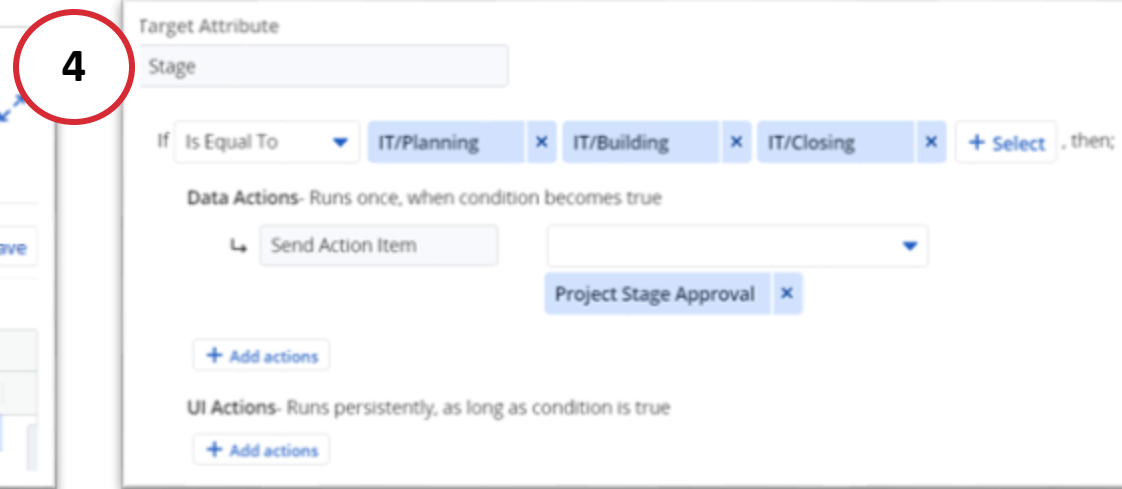 4
Target Attribute
Stage
If Is Equal To IT/Planning × IT/Building × IT/Closing × + Select , then;
Data Actions- Runs once, when condition becomes true
Send Action Item
Project Stage Approval ×
+ Add actions
UI Actions- Runs persistently, as long as condition is true
+ Add actions